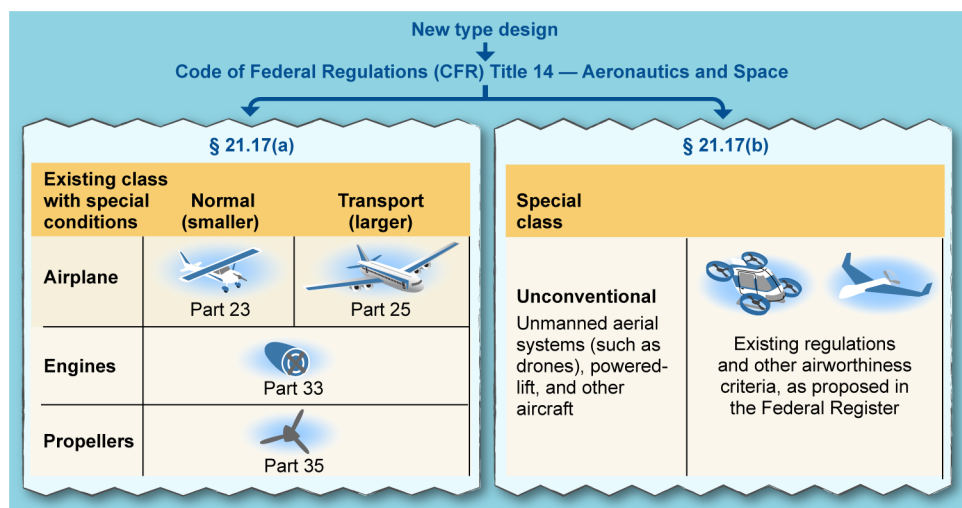 New type design
Code of Federal Regulations (CFR) Title 14 — Aeronautics and Space
§ 21.17(a)
Existing class
with special
conditions
Normal
(smaller)
Transport
(larger)
Airplane
Part 23
Part 25
Engines
Part 33
Propellers
Part 35
§ 21.17(b)
Special
class
Unconventional
Unmanned aerial
systems (such as
drones), powered-
lift, and other
aircraft
Existing regulations
and other airworthiness
criteria, as proposed in
the Federal Register